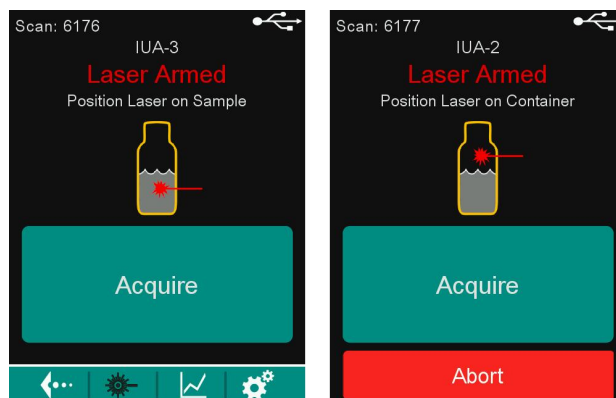 Scan: 6176
IUA-3
Laser Armed
Position Laser on Sample
Acquire
Scan: 6177
IUA-2
Laser Armed
Position Laser on Container
Acquire
Abort